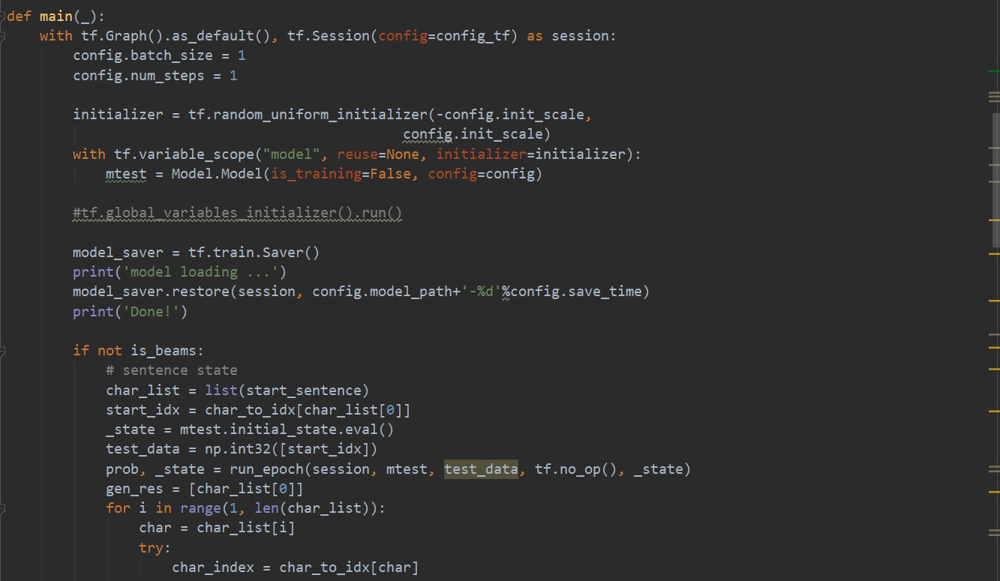 def main(_):
    with tf.Graph().as_default(), tf.Session(config=config_tf) as session:
        config.batch_size = 1
        config.num_steps = 1
        initializer = tf.random_uniform_initializer(-config.init_scale,
                                                config.init_scale)
        with tf.variable_scope("model", reuse=None, initializer=initializer):
            mtest = Model.Model(is_training=False, config=config)
        #tf.global_variables_initializer().run()
        model_saver = tf.train.Saver()
        print('model loading ...')
        model_saver.restore(session, config.model_path+'-%d'%config.save_time)
        print('Done!')
        if not is_beams:
            # sentence state
            char_list = list(start_sentence)
            start_idx = char_to_idx[char_list[0]]
            _state = mtest.initial_state.eval()
            test_data = np.int32([start_idx])
            prob, _state = run_epoch(session, mtest, test_data, tf.no_op(), _state)
            gen_res = [char_list[0]]
            for i in range(1, len(char_list)):
                char = char_list[i]
                try:
                    char_index = char_to_idx[char]